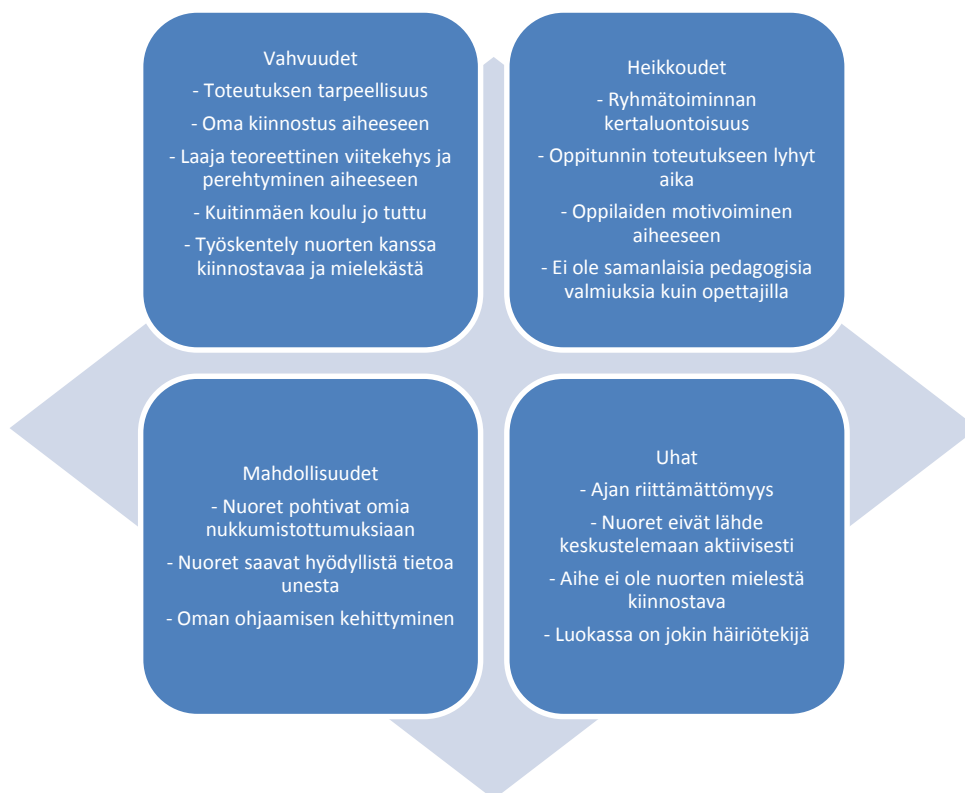 Vahvuudet
- Toteutuksen tarpeellisuus
- Oma kiinnostus aiheeseen
- Laaja teoreettinen viitekehys ja
perehtyminen aiheeseen
- Kuitinmäen koulu jo tuttu
- Työskentely nuorten kanssa
kiinnostavaa ja mielekästä
Heikkoudet
- Ryhmätoiminnan
kertaluontoisuus
- Oppitunnin toteutukseen lyhyt
aika
- Oppilaiden motivoiminen
aiheeseen
- Ei ole samanlaisia pedagogisia
valmiuksia kuin opettajilla
Mahdollisuudet
- Nuoret pohtivat omia
nukkumistottumuksiaan
- Nuoret saavat hyödyllistä tietoa
unesta
- Oman ohjaamisen kehittyminen
Uhat
- Ajan riittämättömyys
- Nuoret eivät lähde
keskustelemaan aktiivisesti
- Aihe ei ole nuorten mielestä
kiinnostava
- Luokassa on jokin häiriötekijä